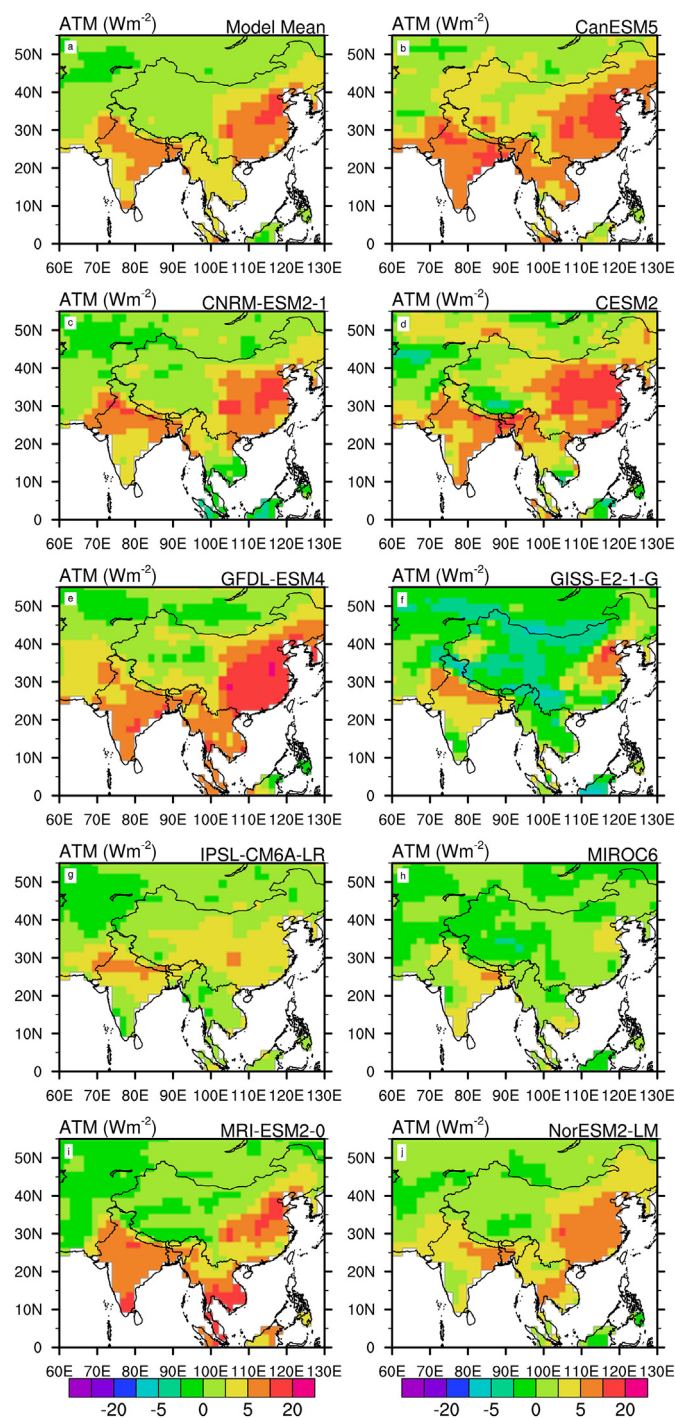 ATM (Wm-2) Model Mean
a
50N
40N
30N
20N
10N
0
60E 70E 80E 90E 100E 110E 120E 130E
ATM (Wm-2) CanESM5
b
50N
40N
30N
20N
10N
0
60E 70E 80E 90E 100E 110E 120E 130E
ATM (Wm-2) CNRM-ESM2-1
c
50N
40N
30N
20N
10N
0
60E 70E 80E 90E 100E 110E 120E 130E
ATM (Wm-2) CESM2
d
50N
40N
30N
20N
10N
0
60E 70E 80E 90E 100E 110E 120E 130E
ATM (Wm-2) GFDL-ESM4
e
50N
40N
30N
20N
10N
0
60E 70E 80E 90E 100E 110E 120E 130E
ATM (Wm-2) GISS-E2-1-G
f
50N
40N
30N
20N
10N
0
60E 70E 80E 90E 100E 110E 120E 130E
ATM (Wm-2) IPSL-CM6A-LR
g
50N
40N
30N
20N
10N
0
60E 70E 80E 90E 100E 110E 120E 130E
ATM (Wm-2) MIROC6
h
50N
40N
30N
20N
10N
0
60E 70E 80E 90E 100E 110E 120E 130E
ATM (Wm-2) MRI-ESM2-0
i
50N
40N
30N
20N
10N
0
60E 70E 80E 90E 100E 110E 120E 130E
ATM (Wm-2) NorESM2-LM
j
50N
40N
30N
20N
10N
0
60E 70E 80E 90E 100E 110E 120E 130E
-20 -5 0 5 20
-20 -5 0 5 20